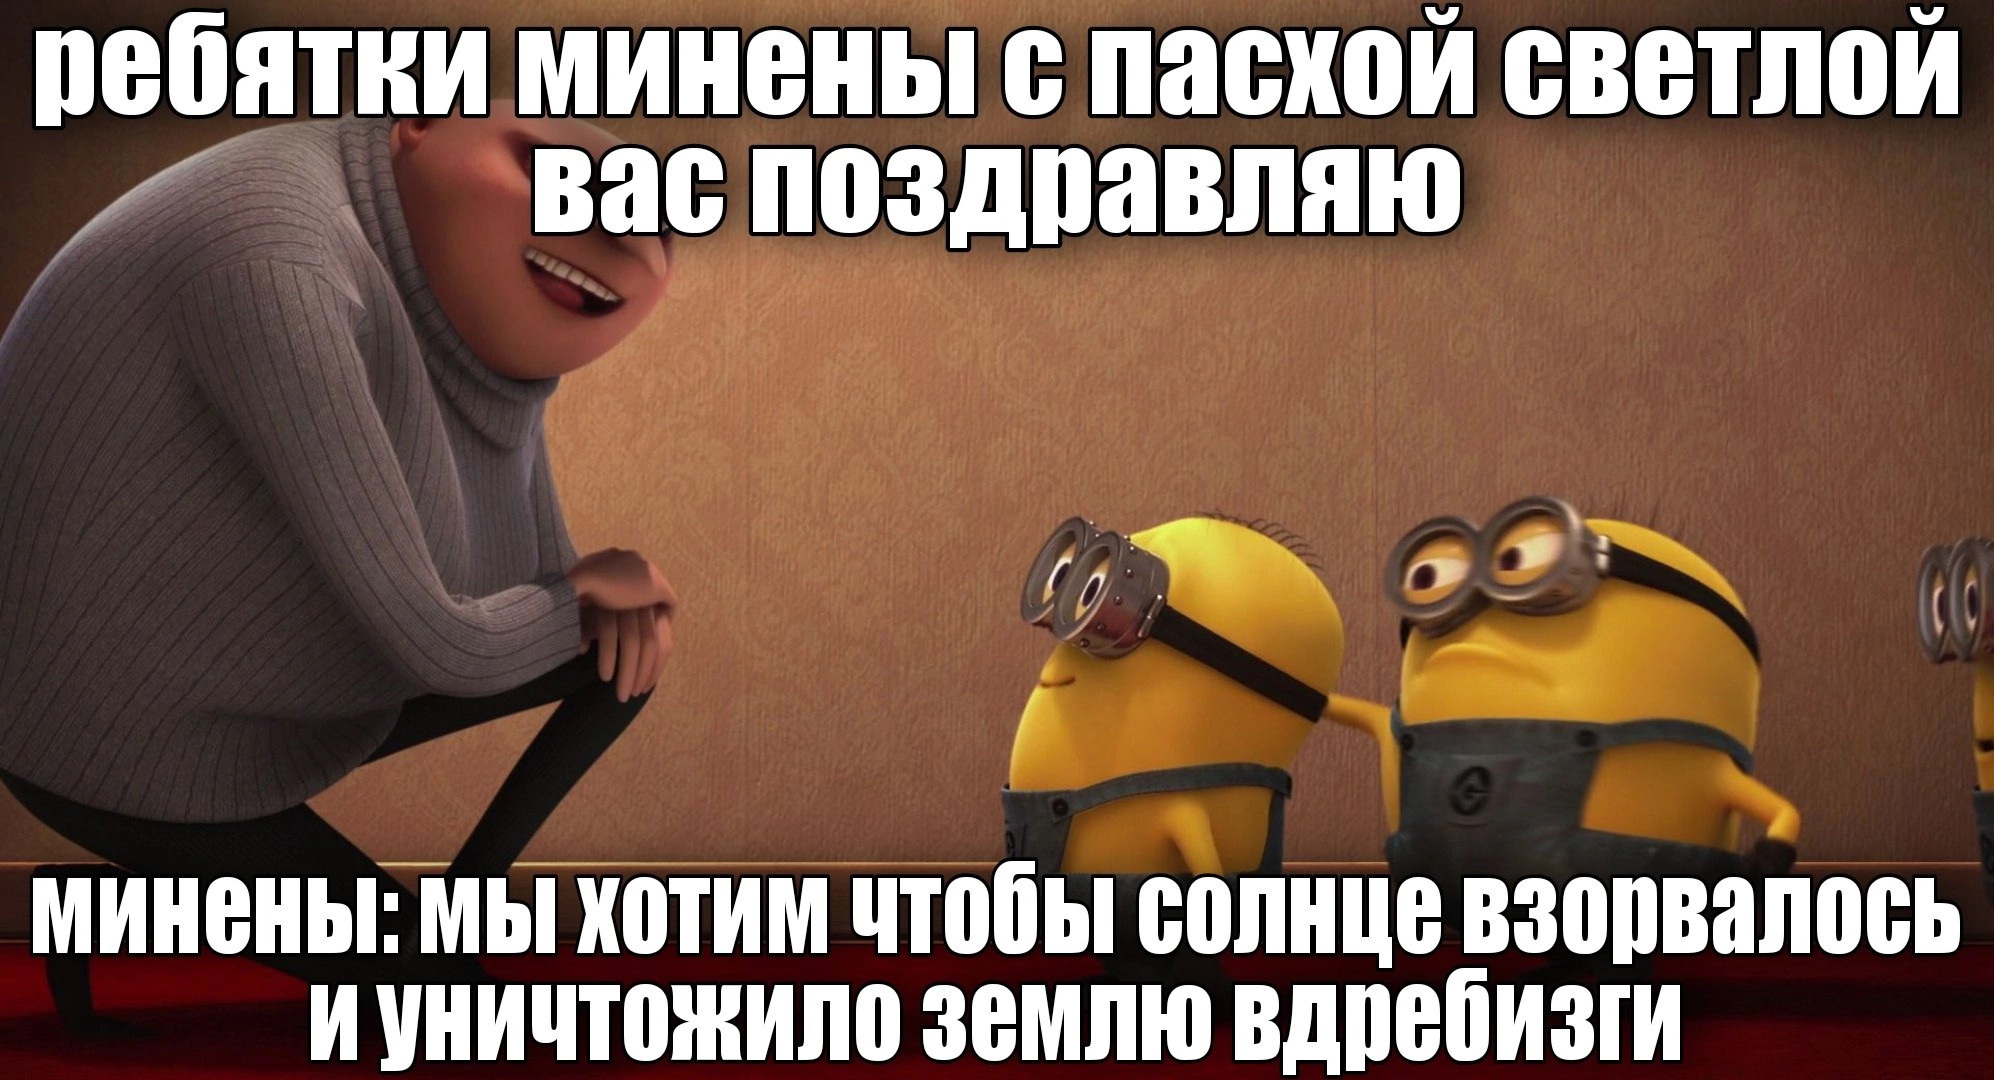 ребятки минены с пасхой светлой
вас поздравляю
минены: мы хотим чтобы солнце взорвалось
и уничтожило землю вдребизги